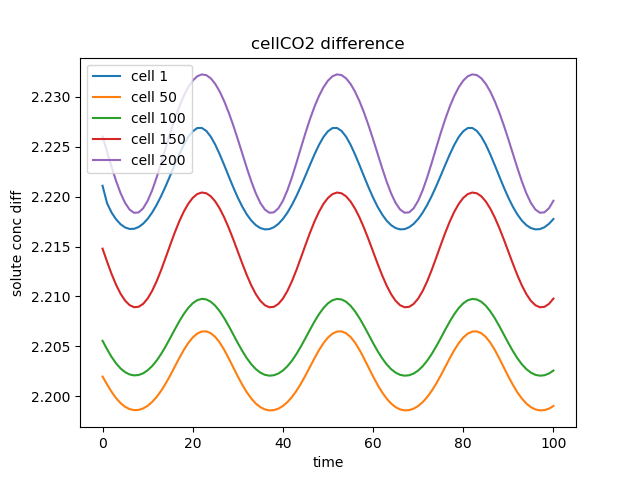 cellCO2 difference
cell 1
cell 50
cell 100
cell 150
cell 200
solute conc diff
2.230
2.225
2.220
2.215
2.210
2.205
2.200
0 20 40 60 80 100
time